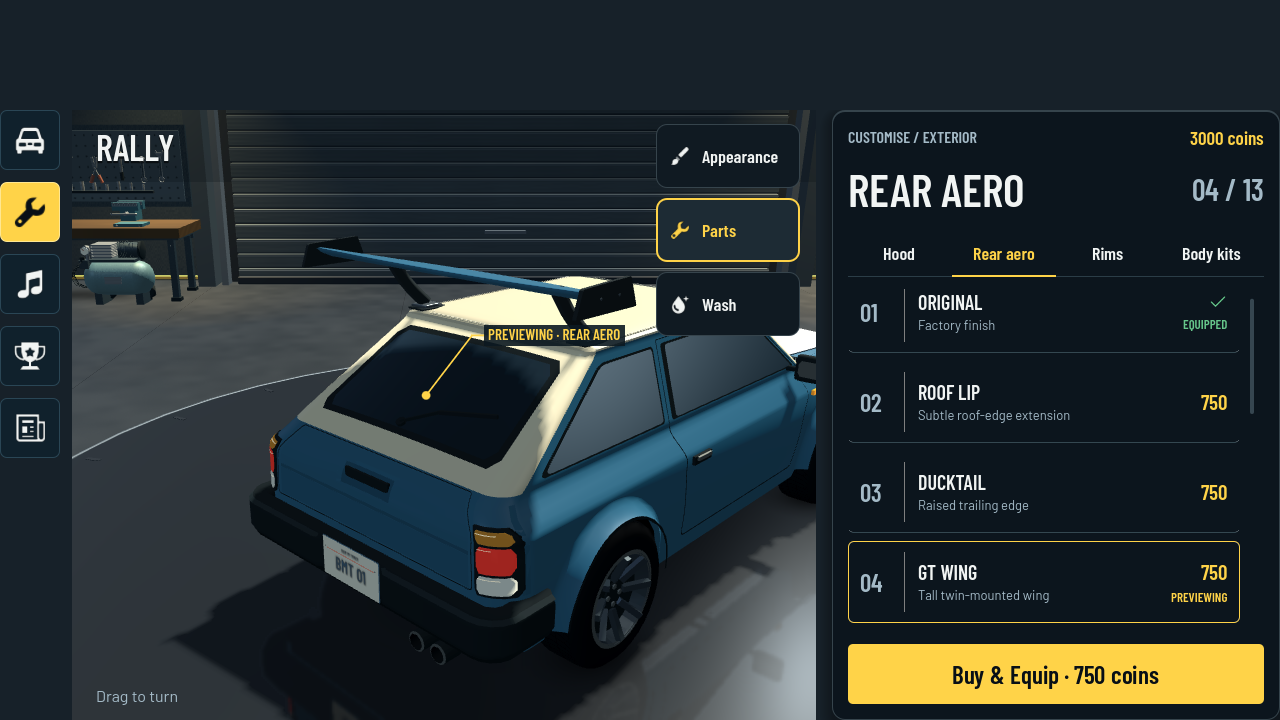 RALLY
Appearance
Parts
Wash
PREVIEWING · REAR AERO
BMT 01
Drag to turn
CUSTOMISE / EXTERIOR
3000 coins
REAR AERO
04 / 13
Hood
Rear aero
Rims
Body kits
01
ORIGINAL
Factory finish
EQUIPPED
02
ROOF LIP
Subtle roof-edge extension
750
03
DUCKTAIL
Raised trailing edge
750
04
GT WING
Tall twin-mounted wing
750
PREVIEWING
Buy & Equip · 750 coins